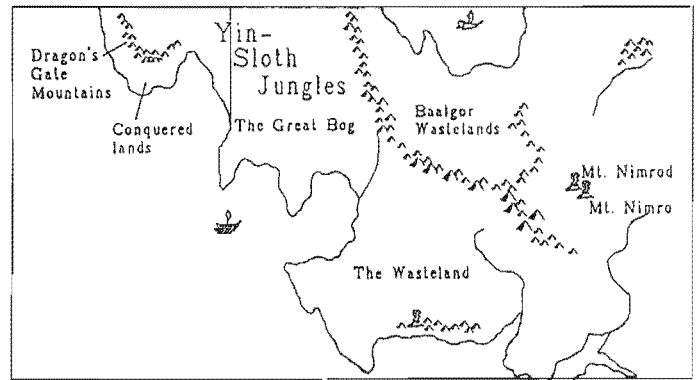 Yin-
Sloth
Jungles
Dragon's
Gate
Mountains
Conquered
lands
The Great Bog
Baalgor
Wastelands
Mt. Nimrod
Mt. Nimro
The Wasteland